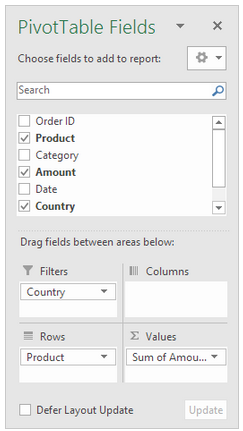 PivotTable Fields
Choose fields to add to report:
Search
Order ID
Product
Category
Amount
Date
Country
Drag fields between areas below:
Filters
Columns
Country
Rows
Values
Product
Sum of Amou...
Defer Layout Update
Update